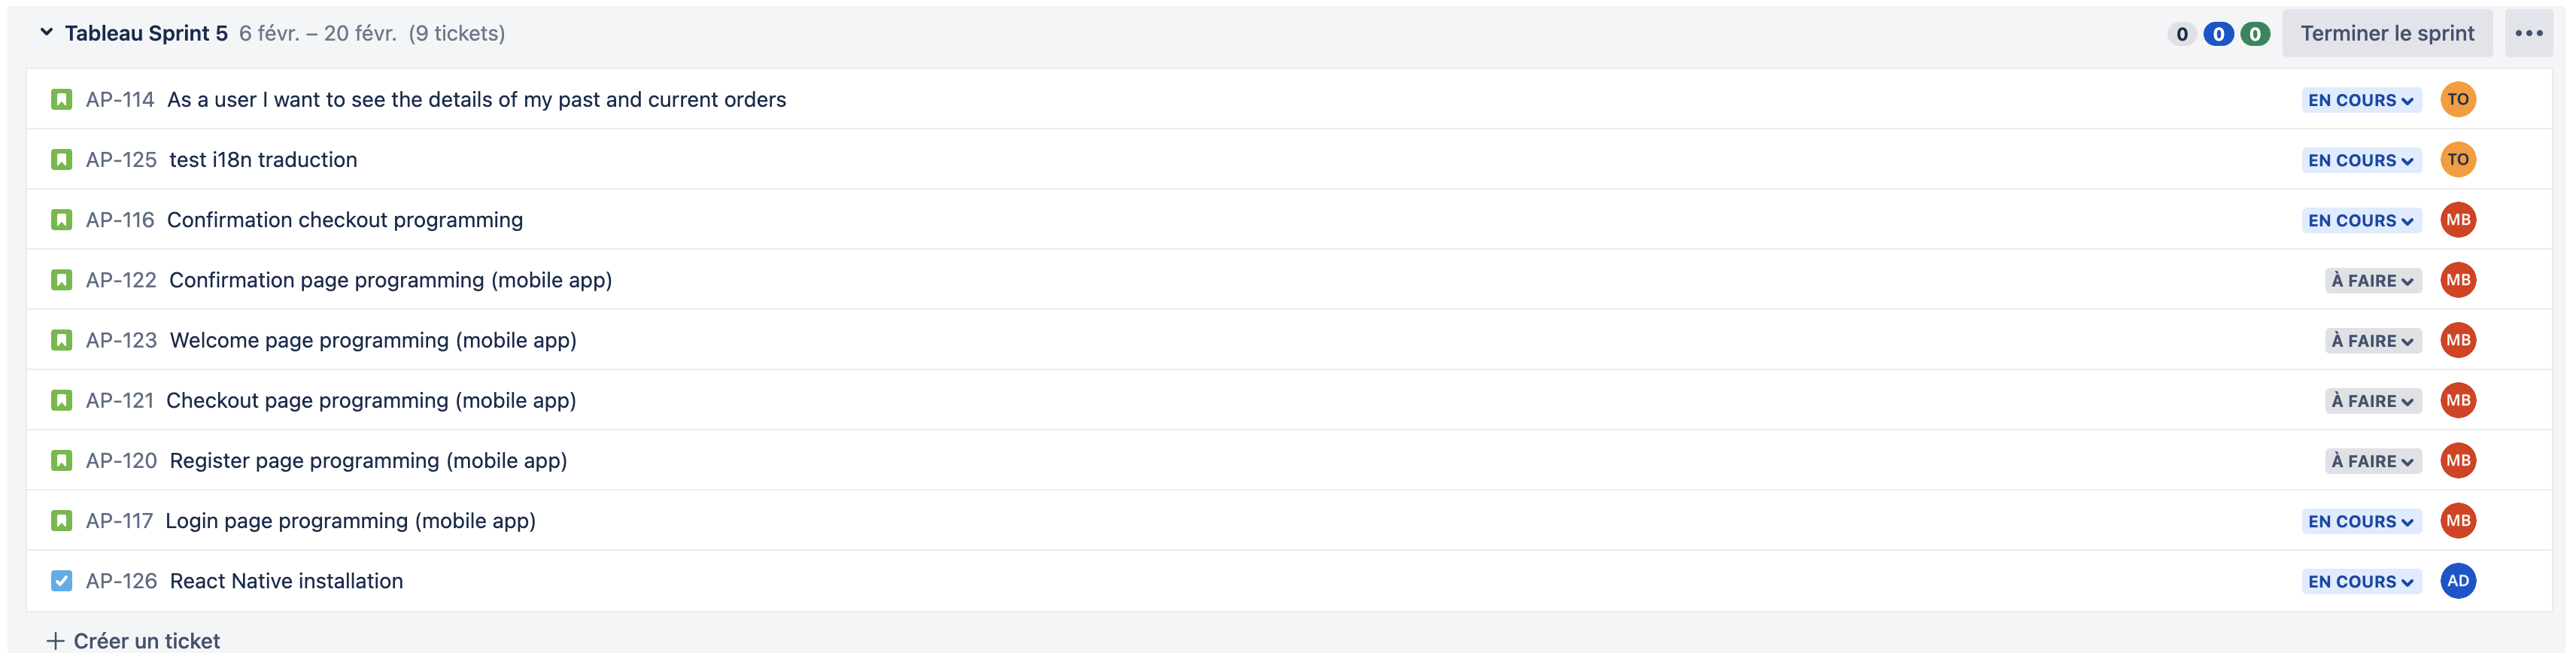 Tableau Sprint 5 6 févr. – 20 févr. (9 tickets) 0 0 0 Terminer le sprint
AP-114 As a user I want to see the details of my past and current orders EN COURS TO
AP-125 test i18n traduction EN COURS TO
AP-116 Confirmation checkout programming EN COURS MB
AP-122 Confirmation page programming (mobile app) À FAIRE MB
AP-123 Welcome page programming (mobile app) À FAIRE MB
AP-121 Checkout page programming (mobile app) À FAIRE MB
AP-120 Register page programming (mobile app) À FAIRE MB
AP-117 Login page programming (mobile app) EN COURS MB
AP-126 React Native installation EN COURS AD
+ Créer un ticket